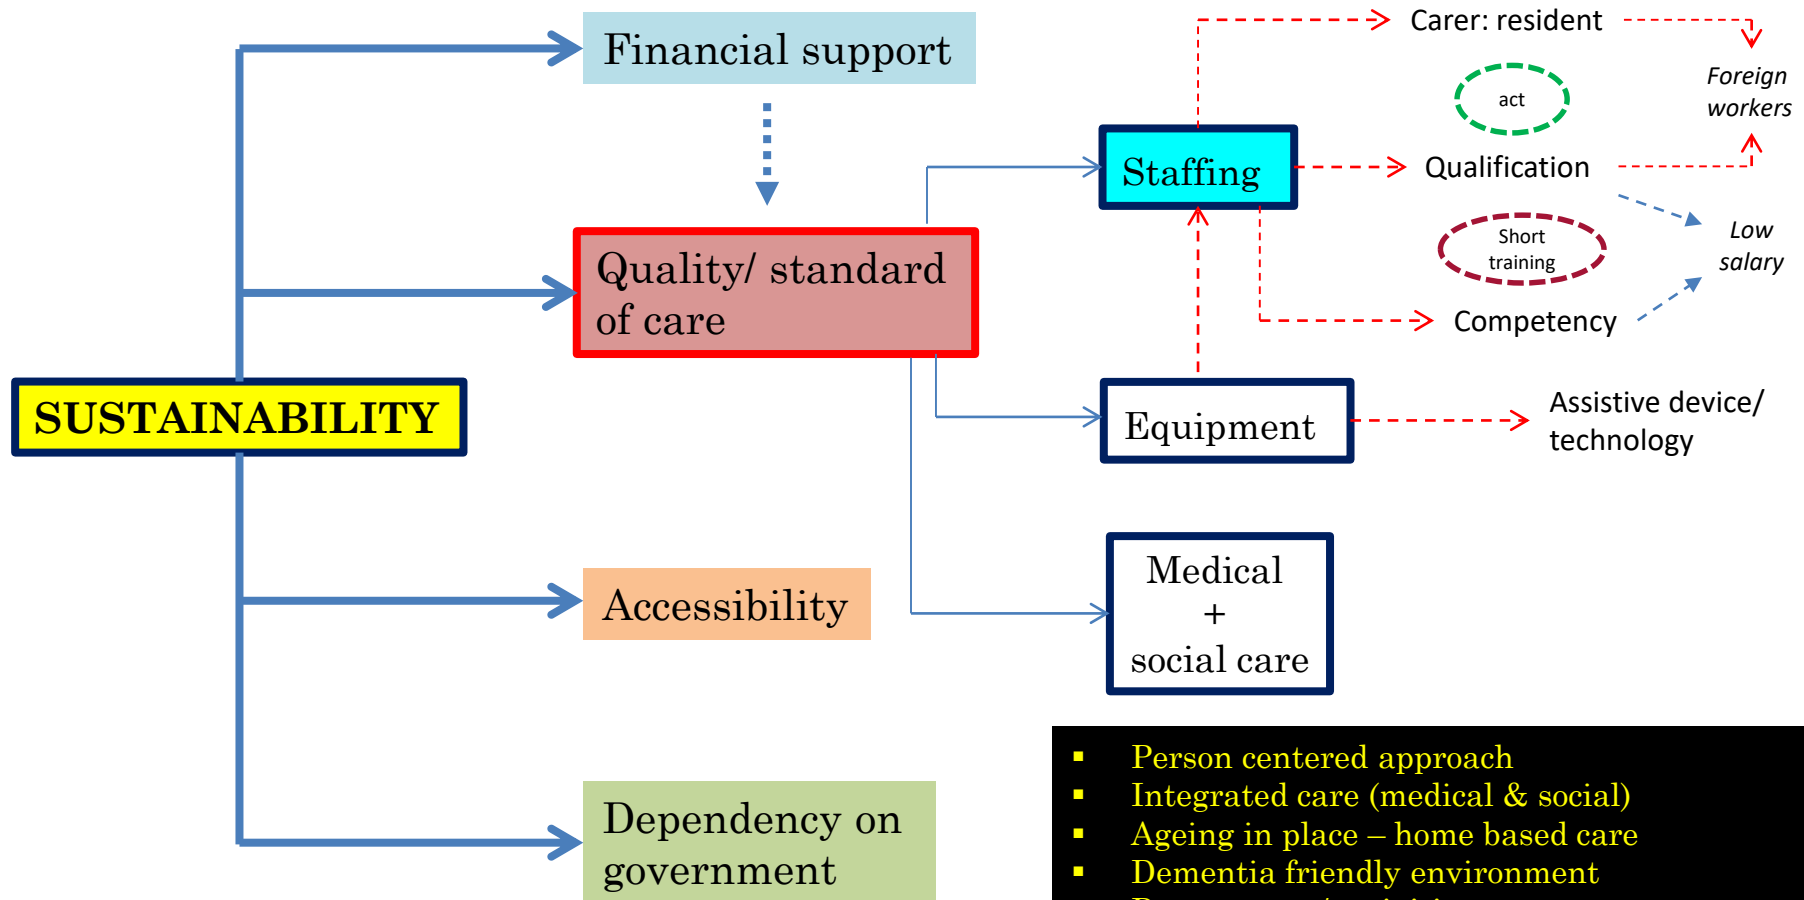 Financial support
Carer: resident
Foreign
workers
act
Staffing
Qualification
Short
training
Low
salary
Competency
Quality/ standard
of care
SUSTAINABILITY
Equipment
Assistive device/
technology
Accessibility
Medical
+
social care
Dependency on
government
▪ Person centered approach
▪ Integrated care (medical & social)
▪ Ageing in place – home based care
▪ Dementia friendly environment